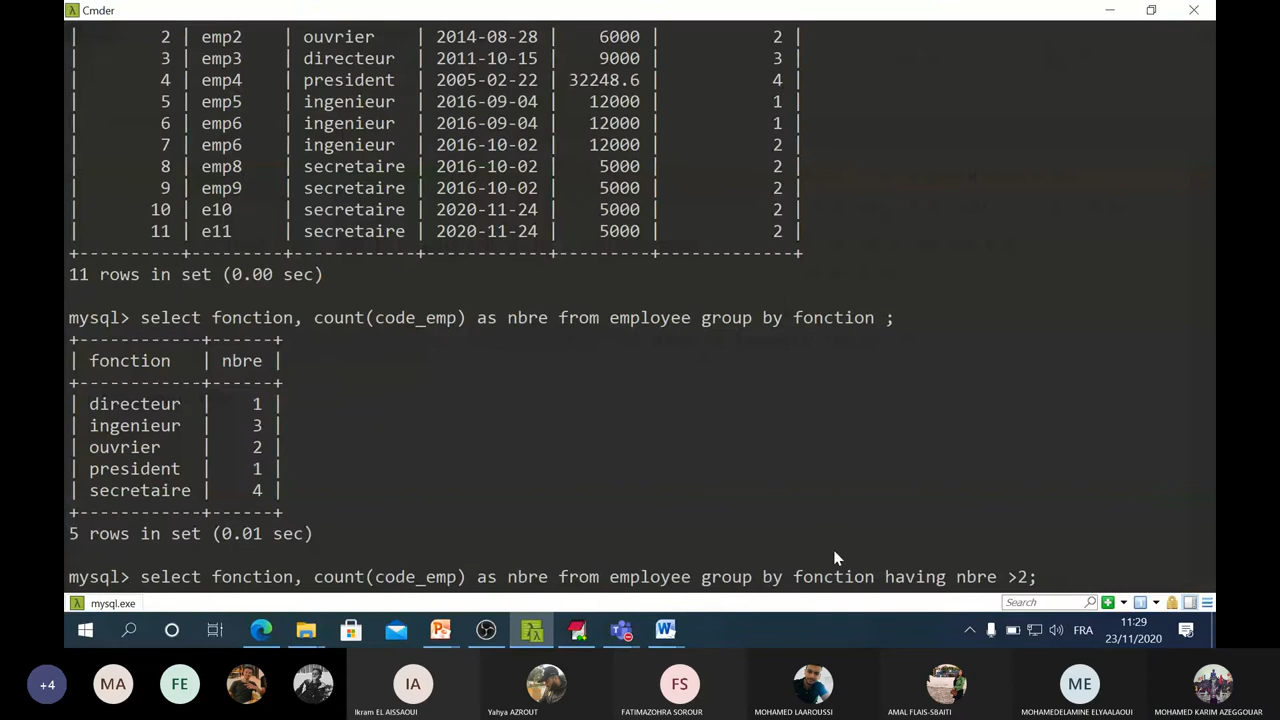 Cmder
| 2 | emp2 | ouvrier | 2014-08-28 | 6000 | 2 |
| 3 | emp3 | directeur | 2011-10-15 | 9000 | 3 |
| 4 | emp4 | president | 2005-02-22 | 32248.6 | 4 |
| 5 | emp5 | ingenieur | 2016-09-04 | 12000 | 1 |
| 6 | emp6 | ingenieur | 2016-09-04 | 12000 | 1 |
| 7 | emp6 | ingenieur | 2016-10-02 | 12000 | 2 |
| 8 | emp8 | secretaire | 2016-10-02 | 5000 | 2 |
| 9 | emp9 | secretaire | 2016-10-02 | 5000 | 2 |
| 10 | e10 | secretaire | 2020-11-24 | 5000 | 2 |
| 11 | e11 | secretaire | 2020-11-24 | 5000 | 2 |
+----------+---------+------------+------------+---------+-------------+
11 rows in set (0.00 sec)
mysql> select fonction, count(code_emp) as nbre from employee group by fonction ;
+------------+------+
| fonction | nbre |
+------------+------+
| directeur | 1 |
| ingenieur | 3 |
| ouvrier | 2 |
| president | 1 |
| secretaire | 4 |
+------------+------+
5 rows in set (0.01 sec)
mysql> select fonction, count(code_emp) as nbre from employee group by fonction having nbre >2;
mysql.exe
Search
FRA
11:29
23/11/2020
+4
MA
FE
IA
FS
ME
Ikram EL AISSAOUI
Yahya AZROUT
FATIMAZOHRA SOROUR
MOHAMED LAAROUSSI
AMAL FLAIS-SBAITI
MOHAMEDELAMINE ELYAALAOUI
MOHAMED KARIM AZEGGOUAR